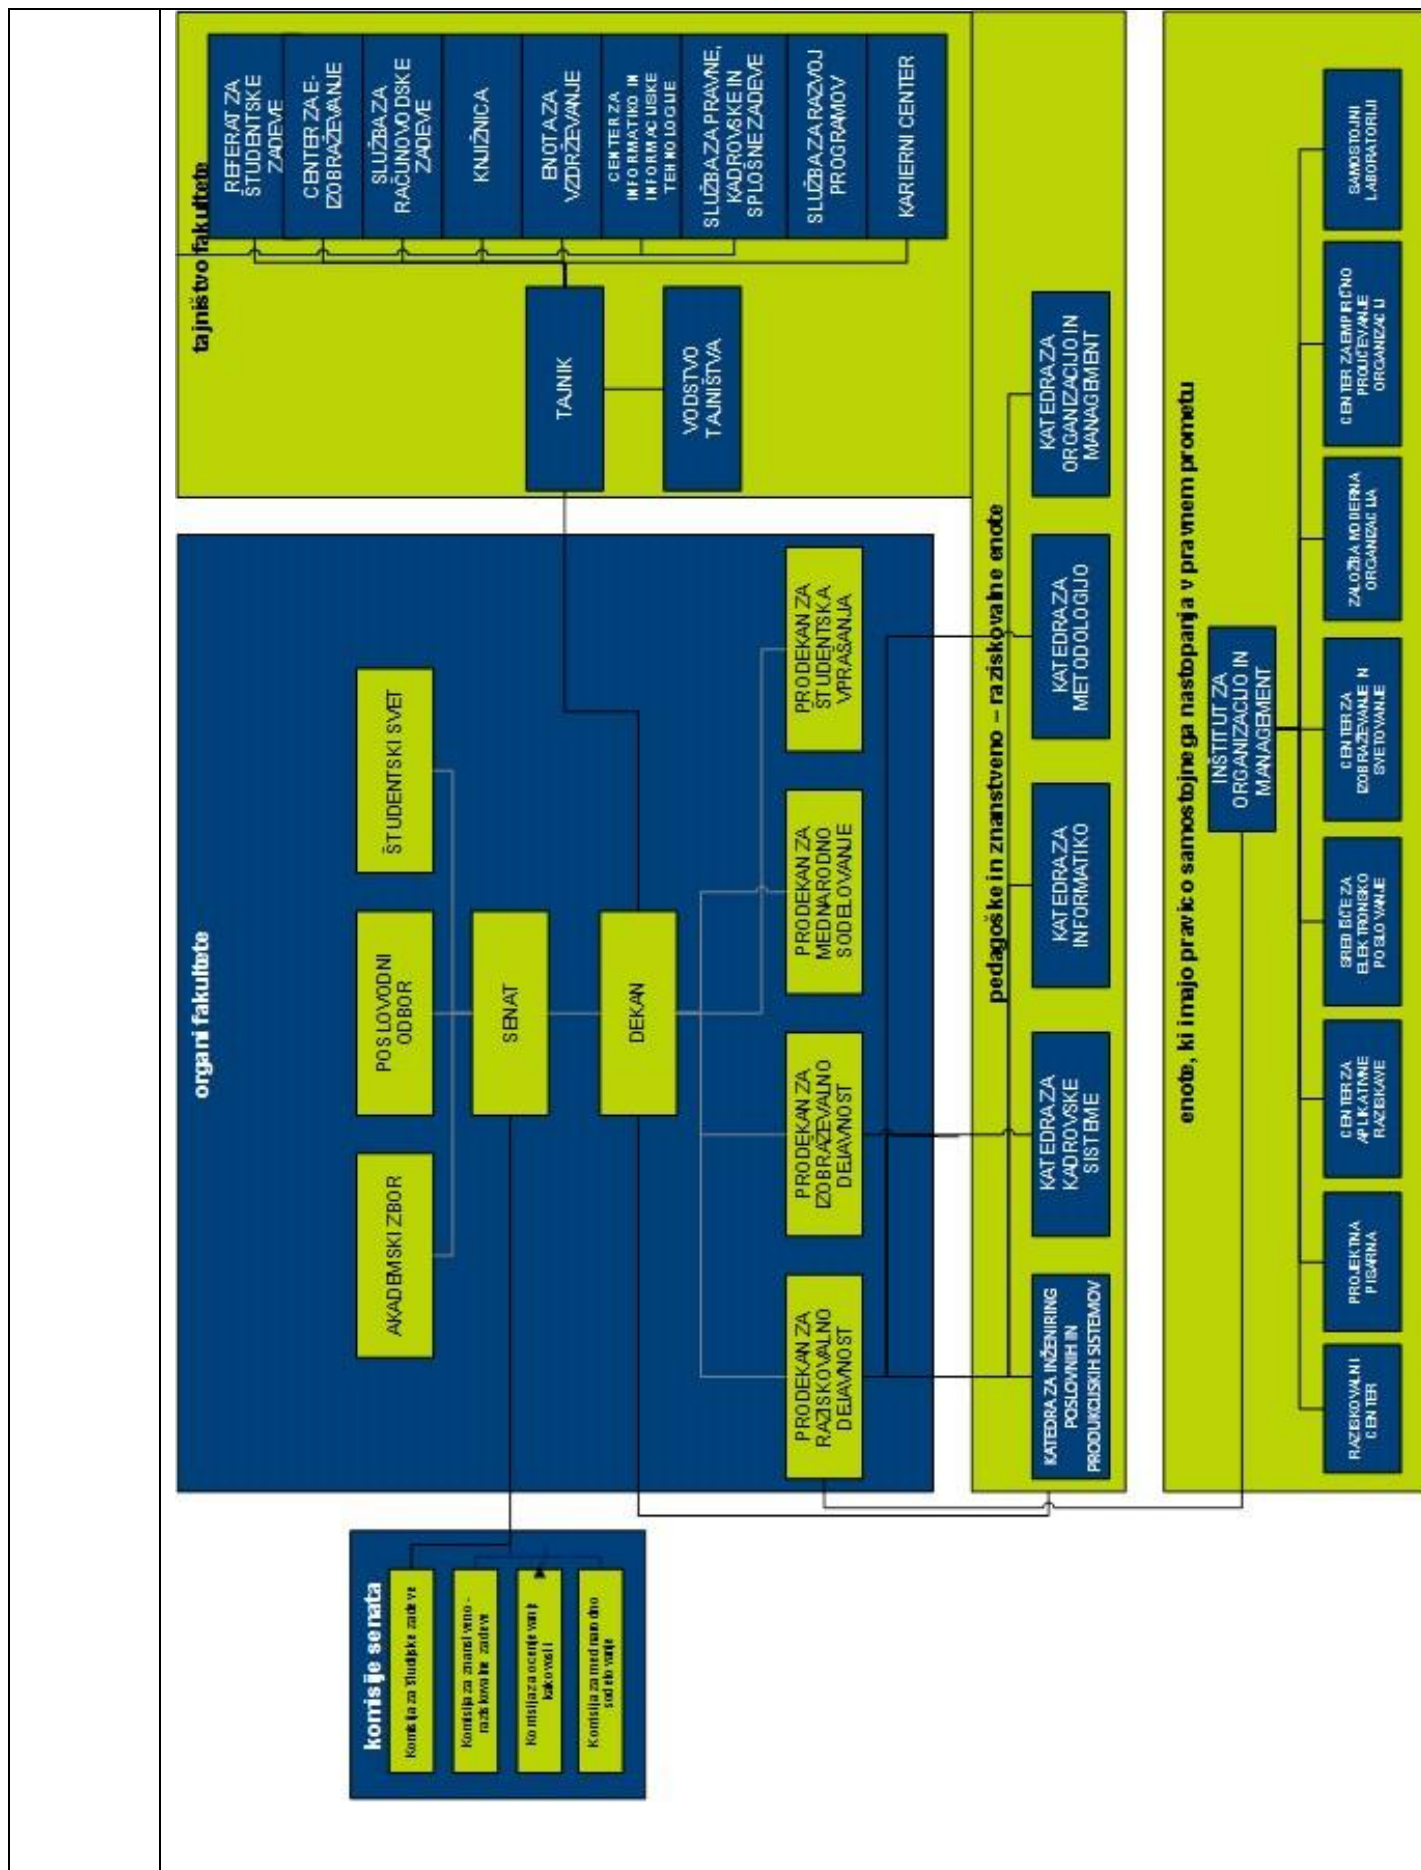 komisije senata
Komisija za študijske zadeve
Komisija za znanstveno -
raziskovalne zadeve
Komisija za ocenjevanje
kakovosti
Komisija za mednarodno
sodelovanje
organi fakultete
AKADEMSKI ZBOR
POSLOVODNI
ODBOR
ŠTUDENTSKI SVET
SENAT
DEKAN
PRODEKAN ZA
RAZISKOVALNO
DEJAVNOST
PRODEKAN ZA
IZOBRAŽEVALNO
DEJAVNOST
PRODEKAN ZA
MEDNARODNO
SODELOVANJE
PRODEKAN ZA
ŠTUDENTSKA
VPRAŠANJA
tajništvo fakultete
TAJNIK
VODSTVO
TAJNIŠTVA
REFERAT ZA
ŠTUDENTSKE
ZADEVE
CENTER ZA E-
IZOBRAŽEVANJE
SLUŽBA ZA
RAČUNOVODSKE
ZADEVE
KNJIŽNICA
ENOTA ZA
VZDRŽEVANJE
CENTER ZA
INFORMATIKO IN
INFORMACIJSKE
TEHNOLOGIJE
SLUŽBA ZA PRAVNE,
KADROVSKE IN
SPLOŠNE ZADEVE
SLUŽBA ZA RAZVOJ
PROGRAMOV
KARIERNI CENTER
pedagoške in znanstveno – raziskovalne enote
KATEDRA ZA INŽENIRING
POSLOVNIH IN
PRODUKCIJSKIH SISTEMOV
KATEDRA ZA
KADROVSKE
SISTEME
KATEDRA ZA
INFORMATIKO
KATEDRA ZA
METODOLOGIJO
KATEDRA ZA
ORGANIZACIJO IN
MANAGEMENT
enote, ki imajo pravico samostojnega nastopanja v pravnem prometu
INŠTITUT ZA
ORGANIZACIJO IN
MANAGEMENT
RAZISKOVALNI
CENTER
PROJEKTNA
PISARNA
CENTER ZA
APLIKATIVNE
RAZISKAVE
SREDIŠČE ZA
ELEKTRONSKO
POSLOVANJE
CENTER ZA
IZOBRAŽEVANJE IN
SVETOVANJE
ZALOŽBA MODERNA
ORGANIZACIJA
CENTER ZA EMPIRIČNO
PROUČEVANJE
ORGANIZACIJ
SAMOSTOJNI
LABORATORIJI